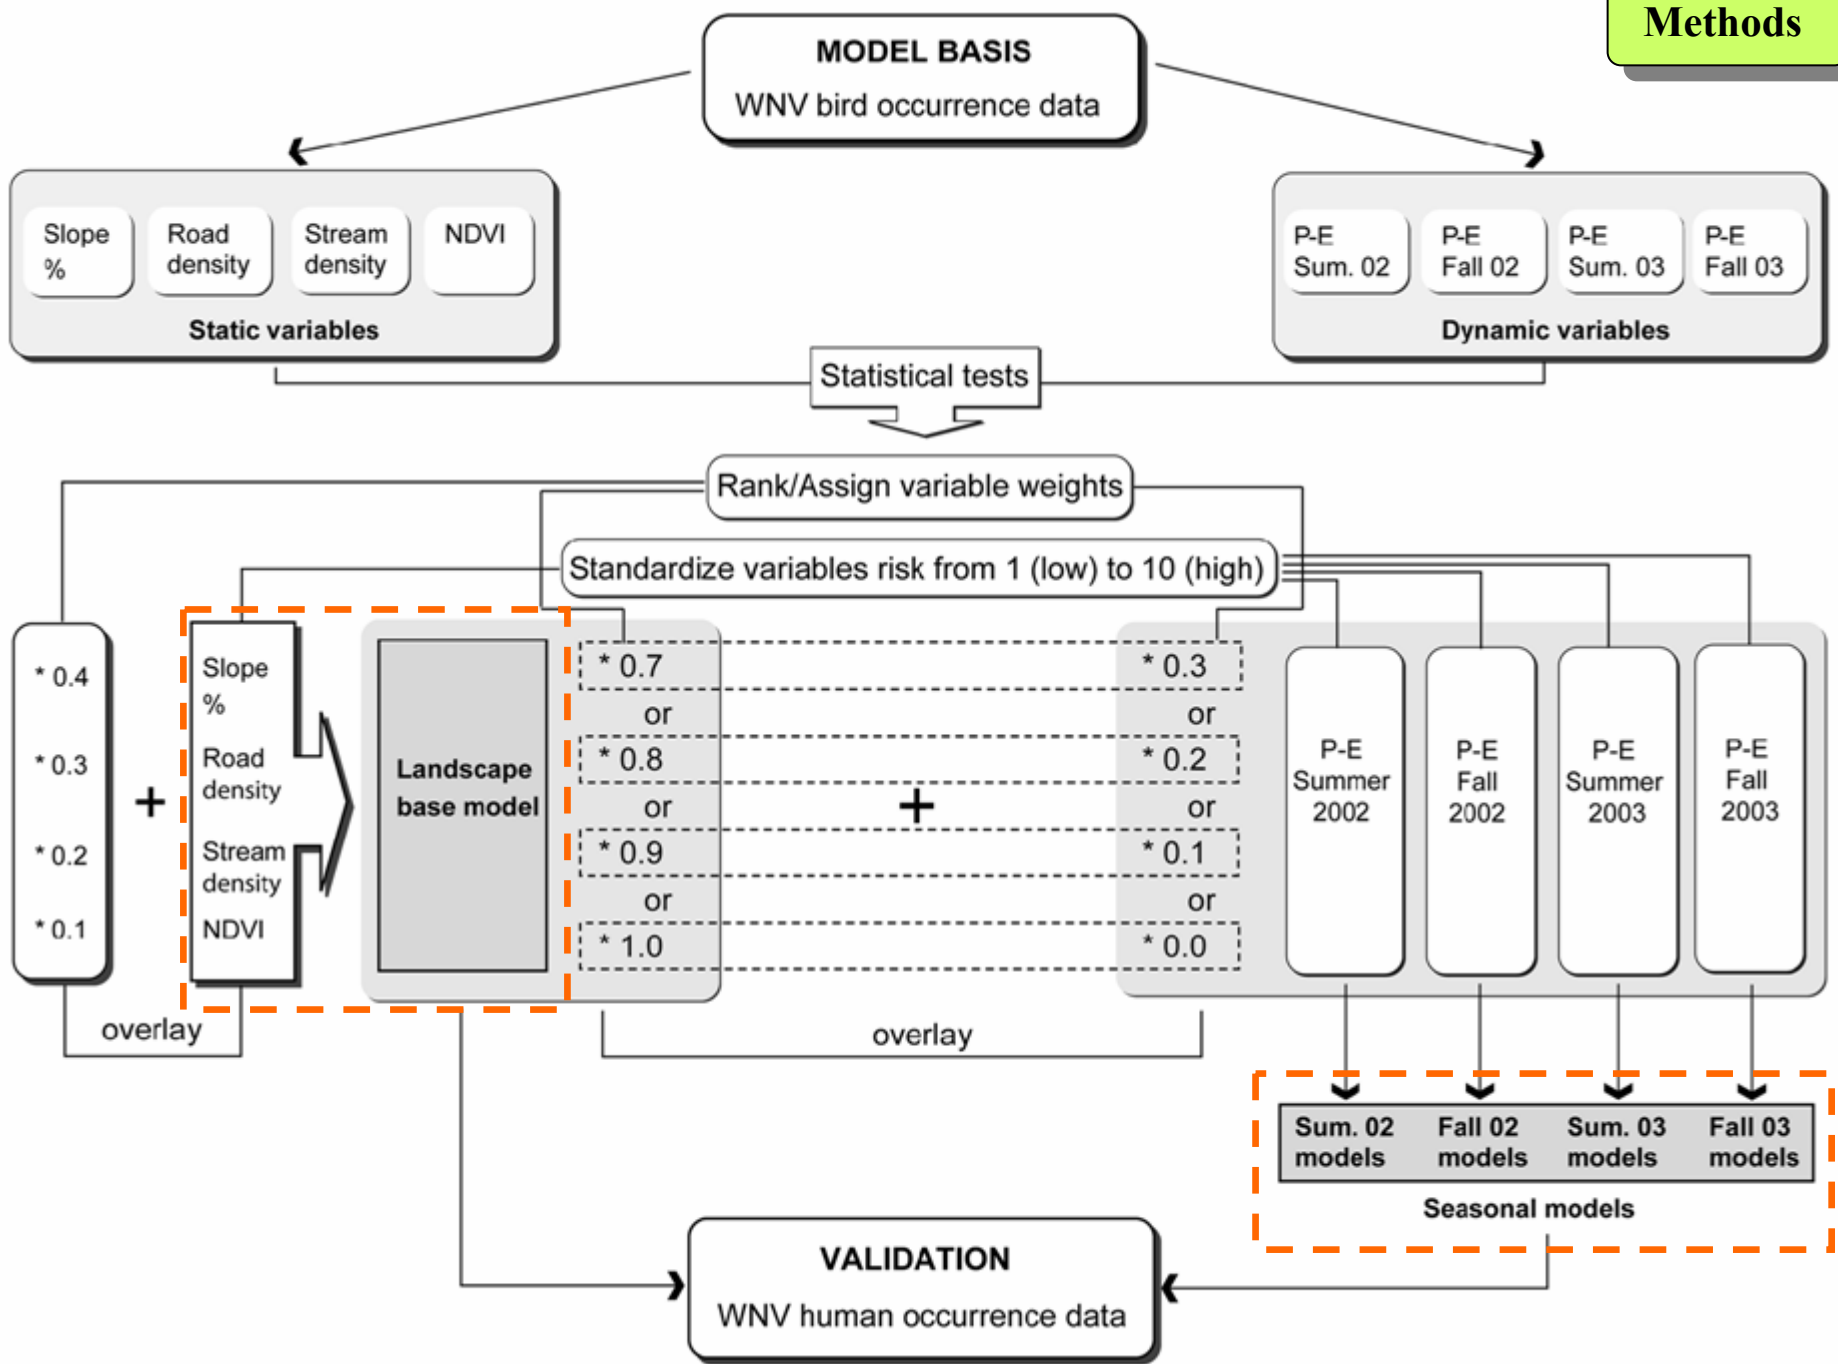 Methods
MODEL BASIS
WNV bird occurrence data
Slope
%
Road
density
Stream
density
NDVI
Static variables
P-E
Sum. 02
P-E
Fall 02
P-E
Sum. 03
P-E
Fall 03
Dynamic variables
Statistical tests
Rank/Assign variable weights
Standardize variables risk from 1 (low) to 10 (high)
* 0.4
* 0.3
* 0.2
* 0.1
+
Slope
%
Road
density
Stream
density
NDVI
overlay
Landscape
base model
* 0.7
or
* 0.8
or
* 0.9
or
* 1.0
+
* 0.3
or
* 0.2
or
* 0.1
or
* 0.0
overlay
P-E
Summer
2002
P-E
Fall
2002
P-E
Summer
2003
P-E
Fall
2003
Sum. 02
models
Fall 02
models
Sum. 03
models
Fall 03
models
Seasonal models
VALIDATION
WNV human occurrence data